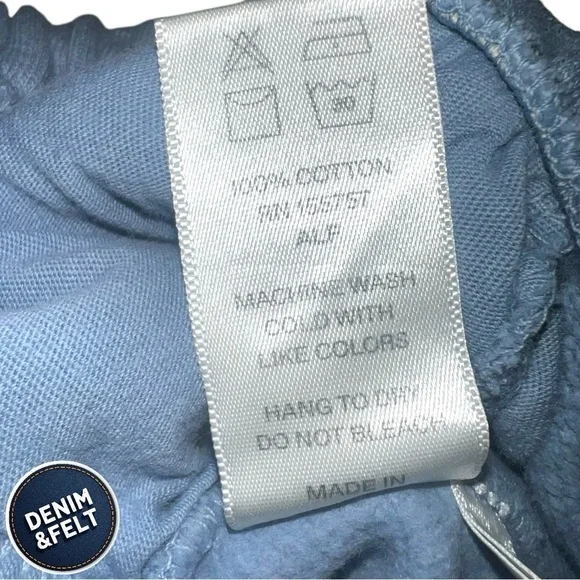 30
100% COTTON
RN 155757
ALF
MACHINE WASH
COLD WITH
LIKE COLORS
HANG TO DRY
DO NOT BLEACH
MADE IN
DENIM
&FELT